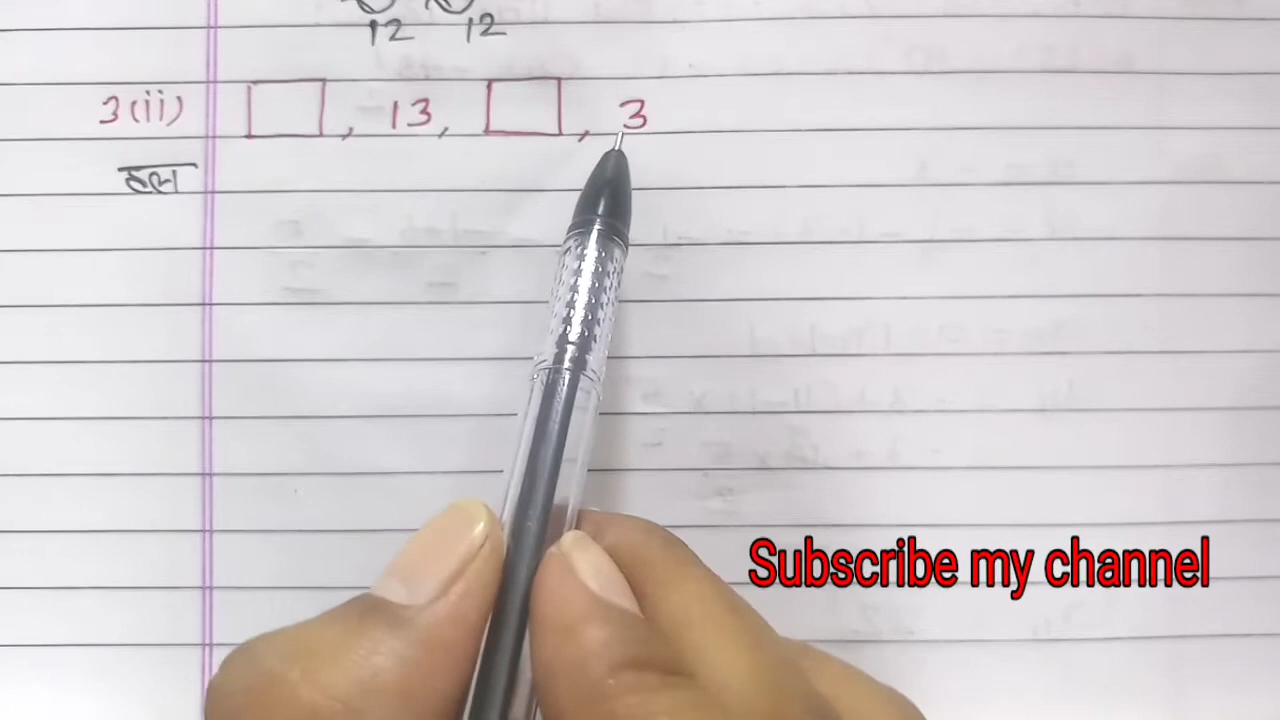 12 12
3(ii) , 13, , 3
हल
Subscribe my channel